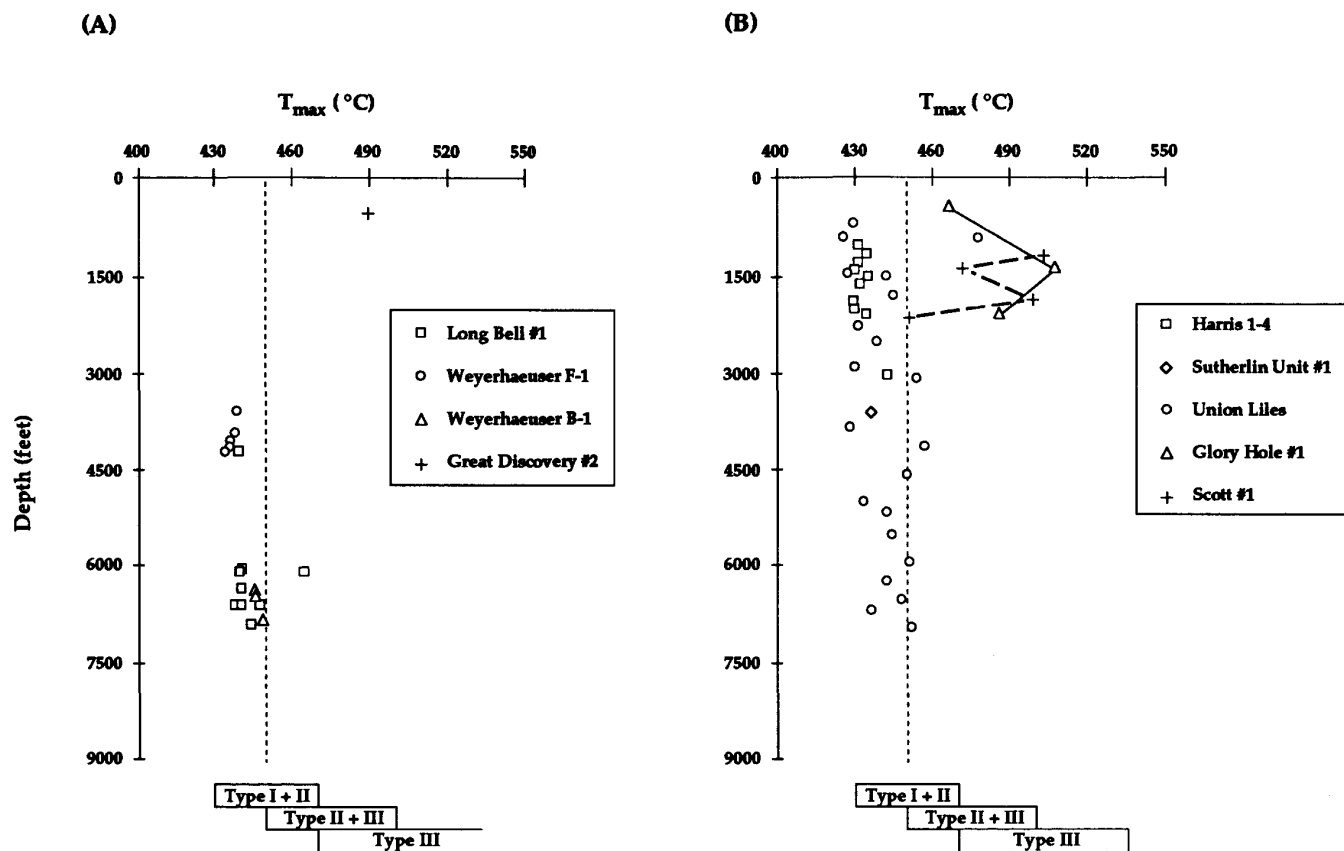 (A)
T_max ( °C)
400 430 460 490 520 550
0
1500
3000
4500
6000
7500
9000
Depth (feet)
Long Bell #1
Weyerhaeuser F-1
Weyerhaeuser B-1
Great Discovery #2
Type I + II
Type II + III
Type III
(B)
T_max ( °C)
400 430 460 490 520 550
0
1500
3000
4500
6000
7500
9000
Harris 1-4
Sutherlin Unit #1
Union Liles
Glory Hole #1
Scott #1
Type I + II
Type II + III
Type III